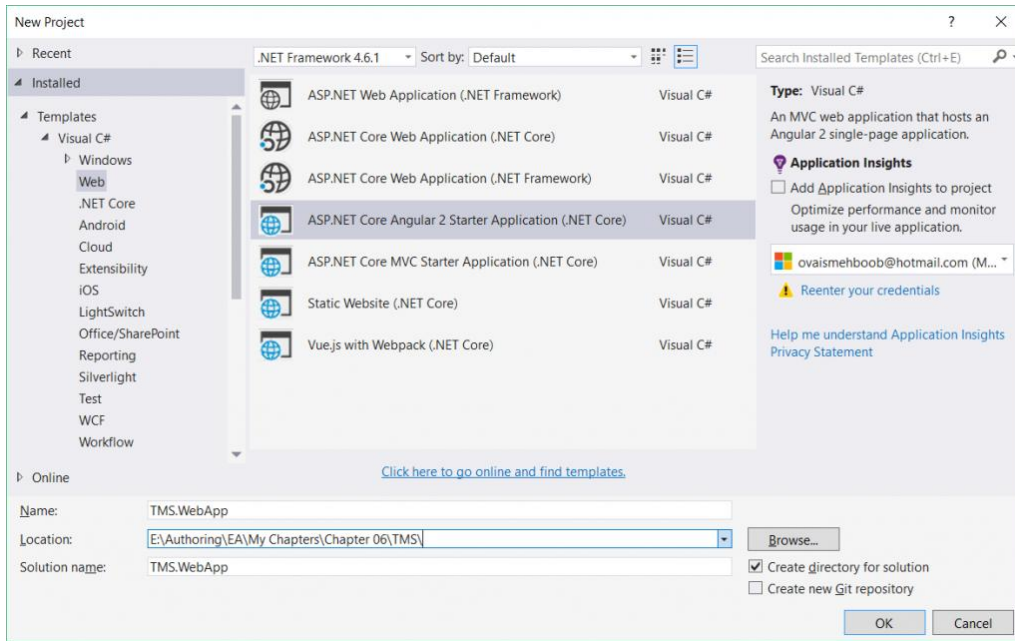 New Project
? ×
Recent
.NET Framework 4.6.1 Sort by: Default
Search Installed Templates (Ctrl+E)
Installed
Templates
Visual C#
Windows
Web
.NET Core
Android
Cloud
Extensibility
iOS
LightSwitch
Office/SharePoint
Reporting
Silverlight
Test
WCF
Workflow
Online
ASP.NET Web Application (.NET Framework) Visual C#
ASP.NET Core Web Application (.NET Core) Visual C#
ASP.NET Core Web Application (.NET Framework) Visual C#
ASP.NET Core Angular 2 Starter Application (.NET Core) Visual C#
ASP.NET Core MVC Starter Application (.NET Core) Visual C#
Static Website (.NET Core) Visual C#
Vue.js with Webpack (.NET Core) Visual C#
Click here to go online and find templates.
Type: Visual C#
An MVC web application that hosts an
Angular 2 single-page application.
Application Insights
Add Application Insights to project
Optimize performance and monitor
usage in your live application.
ovaismehboob@hotmail.com (M...
Reenter your credentials
Help me understand Application Insights
Privacy Statement
Name: TMS.WebApp
Location: E:\Authoring\EA\My Chapters\Chapter 06\TMS\
Browse...
Solution name: TMS.WebApp
Create directory for solution
Create new Git repository
OK Cancel